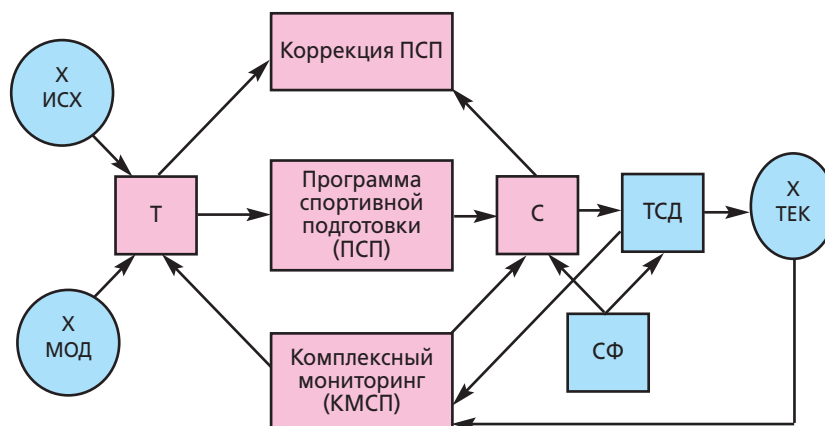 Коррекция ПСП
Х
ИСХ
Т
Программа
спортивной
подготовки
(ПСП)
С
ТСД
Х
ТЕК
Х
МОД
Комплексный
мониторинг
(КМСП)
СФ